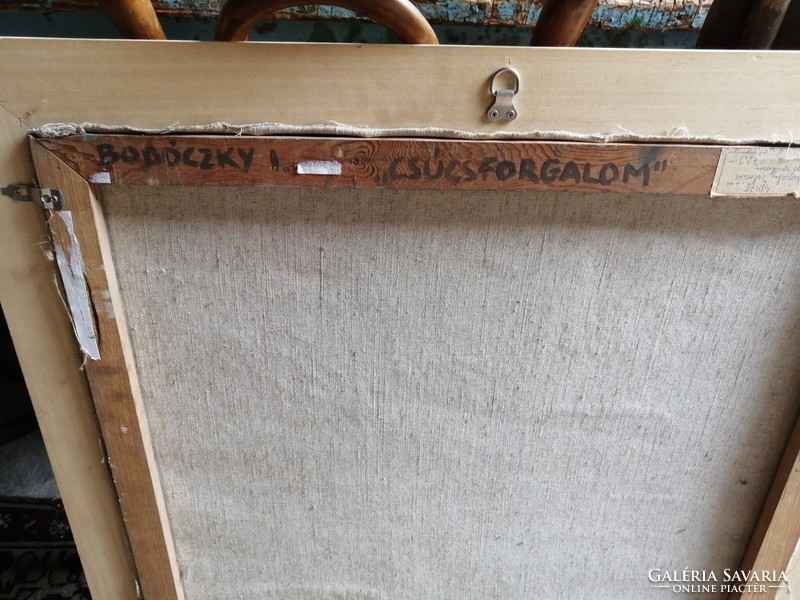 BODÓCZKY I. „CSÚCSFORGALOM"
GALÉRIA SAVARIA
ONLINE PIACTÉR